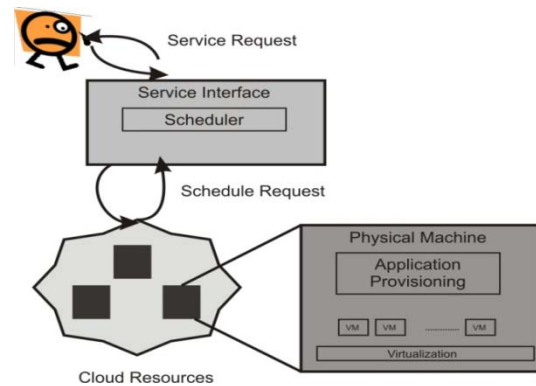 Service Request
Service Interface
Scheduler
Schedule Request
Physical Machine
Application
Provisioning
VM VM .............. VM
Virtualization
Cloud Resources